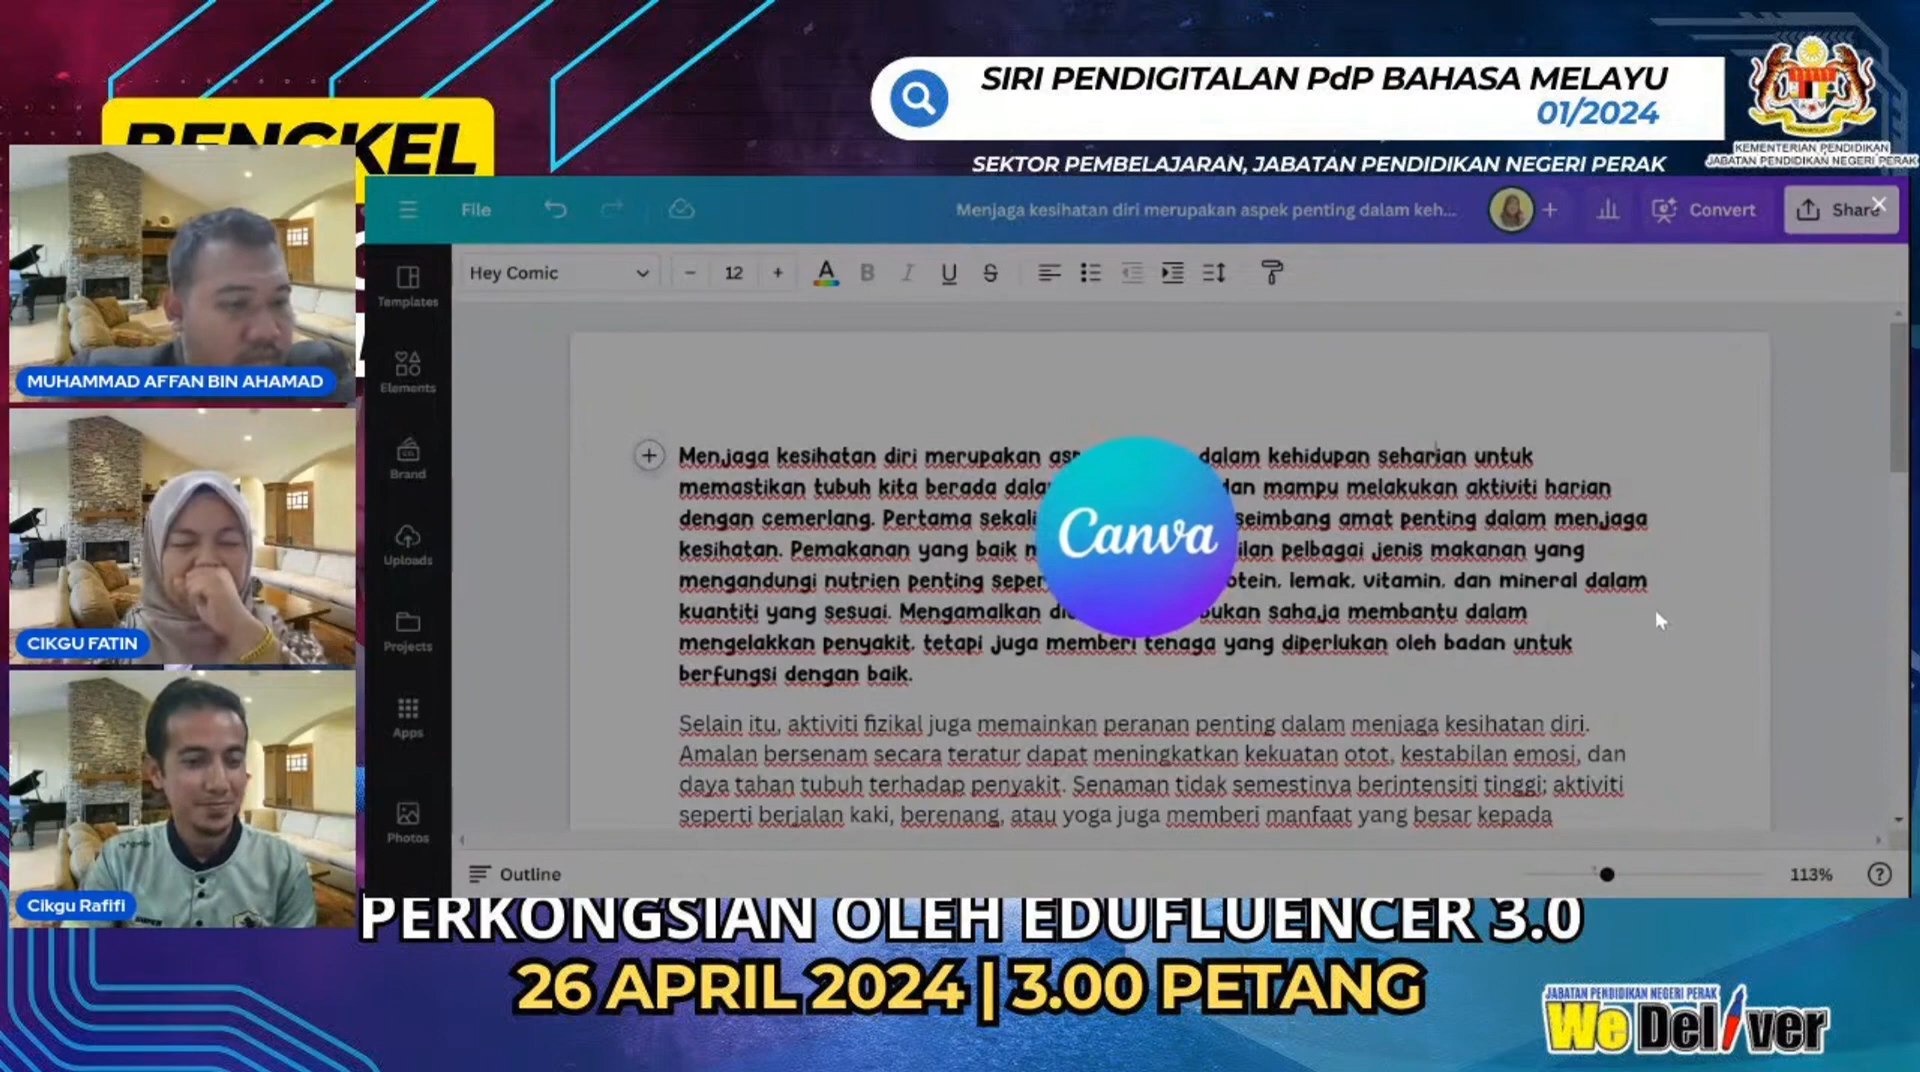 SIRI PENDIGITALAN PdP BAHASA MELAYU
01/2024
SEKTOR PEMBELAJARAN, JABATAN PENDIDIKAN NEGERI PERAK
KEMENTERIAN PENDIDIKAN
JABATAN PENDIDIKAN NEGERI PERAK
BENGKEL
MUHAMMAD AFFAN BIN AHAMAD
CIKGU FATIN
Cikgu Rafifi
File
Menjaga kesihatan diri merupakan aspek penting dalam keh...
Convert
Share
Hey Comic
12
Templates
Elements
Brand
Uploads
Projects
Apps
Photos
Menjaga kesihatan diri merupakan dalam kehidupan seharian untuk
memastikan tubuh kita berada dan mampu melakukan aktiviti harian
dengan cemerlang. Pertama sekali seimbang amat penting dalam menjaga
kesihatan. Pemakanan yang baik pelbagai jenis makanan yang
mengandungi nutrien penting lemak, vitamin, dan mineral dalam
kuantiti yang sesuai. Mengamalkan bukan sahaja membantu dalam
mengelakkan penyakit, tetapi juga memberi tenaga yang diperlukan oleh badan untuk
berfungsi dengan baik.
Canva
Selain itu, aktiviti fizikal juga memainkan peranan penting dalam menjaga kesihatan diri.
Amalan bersenam secara teratur dapat meningkatkan kekuatan otot, kestabilan emosi, dan
daya tahan tubuh terhadap penyakit. Senaman tidak semestinya berintensiti tinggi; aktiviti
seperti berjalan kaki, berenang, atau yoga juga memberi manfaat yang besar kepada
Outline
113%
PERKONGSIAN OLEH EDUFLUENCER 3.0
26 APRIL 2024 | 3.00 PETANG
JABATAN PENDIDIKAN NEGERI PERAK
We Deliver